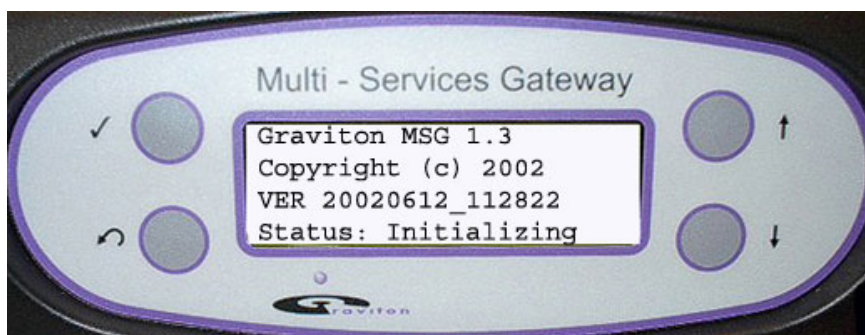 Multi - Services Gateway
Graviton MSG 1.3
Copyright (c) 2002
VER 20020612_112822
Status: Initializing
Graviton